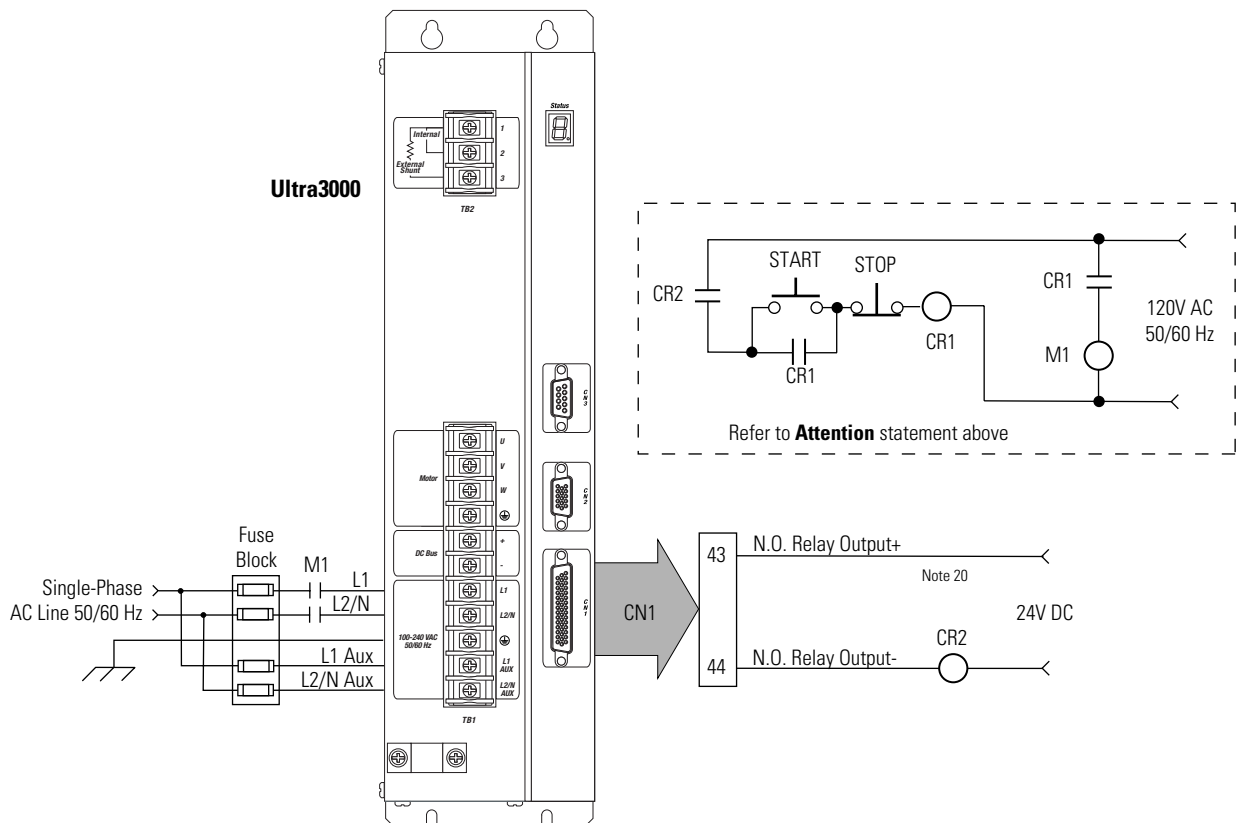 Ultra3000
Status
8.
Internal
External
Shunt
1
2
3
TB2
START
STOP
CR2
CR1
CR1
CR1
M1
120V AC
50/60 Hz
Refer to Attention statement above
CN3
CN2
CN1
Motor
U
V
W
DC Bus
+
-
100-240 VAC
50/60 Hz
L1
L2/N
L1
AUX
L2/N
AUX
TB1
Fuse
Block
M1
L1
L2/N
Single-Phase
AC Line 50/60 Hz
L1 Aux
L2/N Aux
CN1
43
44
N.O. Relay Output+
Note 20
24V DC
CR2
N.O. Relay Output-